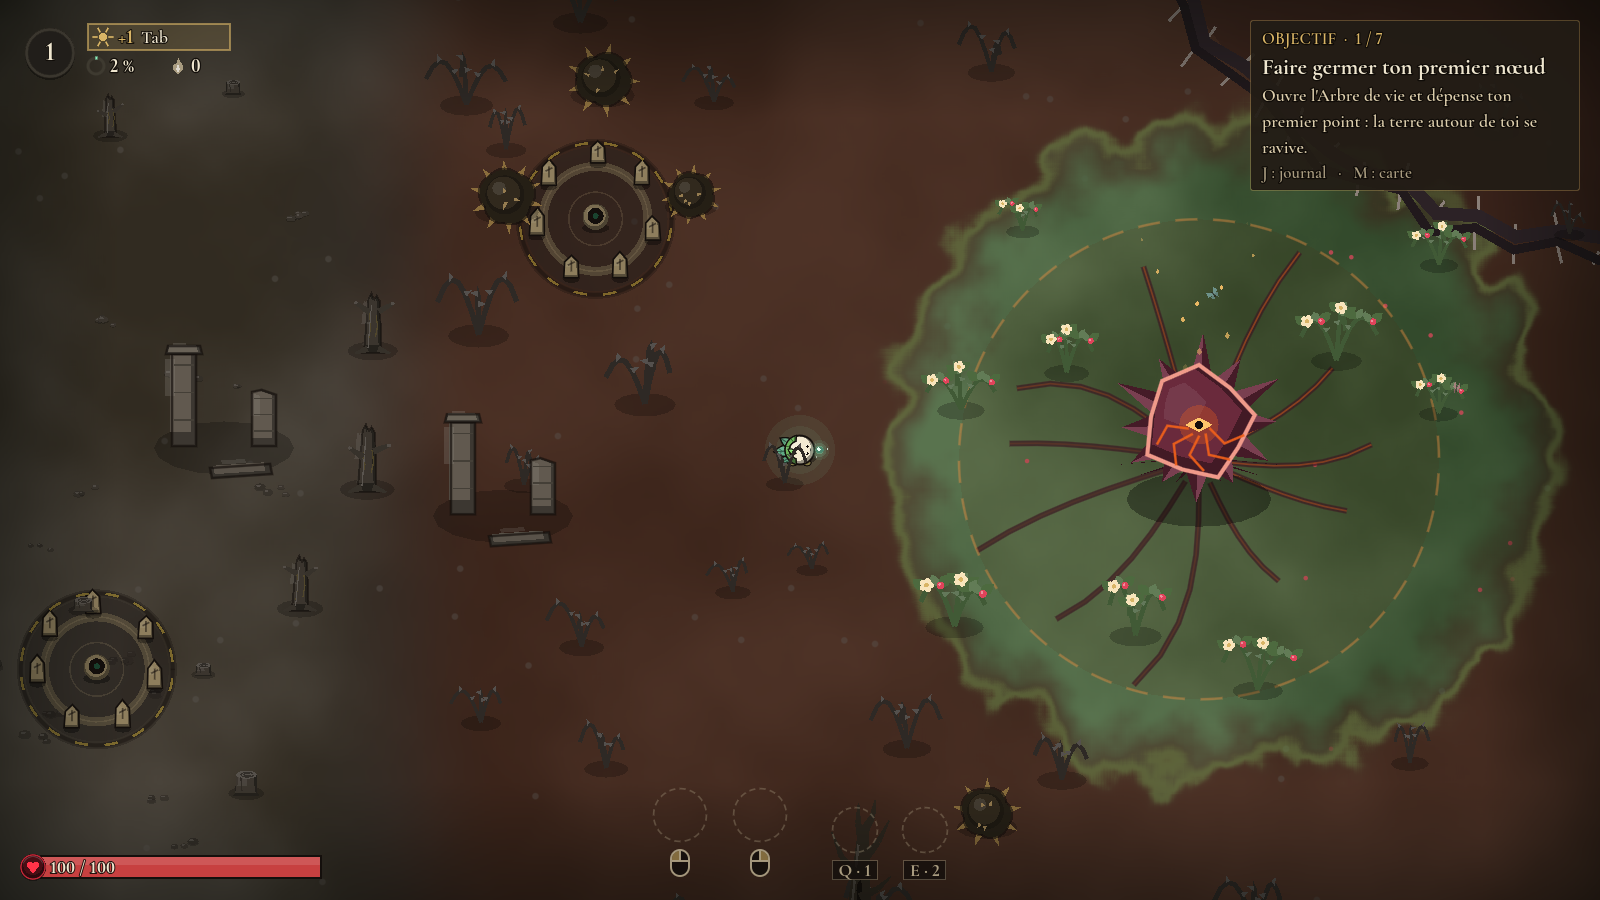 1
+1 Tab
2 %
0
OBJECTIF · 1 / 7
Faire germer ton premier nœud
Ouvre l'Arbre de vie et dépense ton
premier point : la terre autour de toi se
ravive.
J : journal · M : carte
100 / 100
Q · 1
E · 2